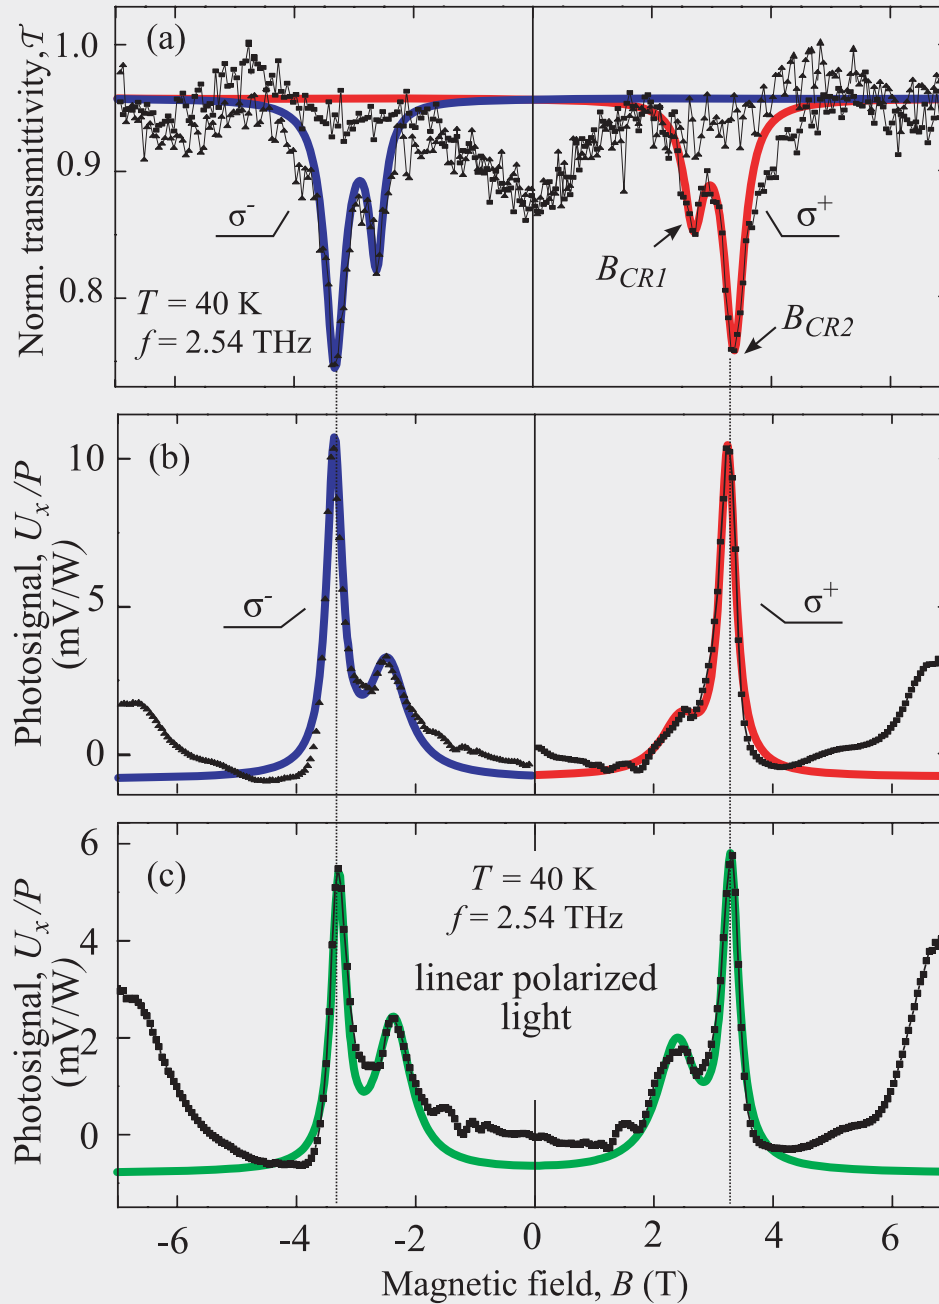 (a)
Norm. transmitivity, 𝒯
1.0
0.9
0.8
σ⁻
σ⁺
B_CR1
B_CR2
T = 40 K
f = 2.54 THz
(b)
Photosignal, U_x/P
(mV/W)
10
5
0
σ⁻
σ⁺
(c)
Photosignal, U_x/P
(mV/W)
6
4
2
0
T = 40 K
f = 2.54 THz
linear polarized
light
-6 -4 -2 0 2 4 6
Magnetic field, B (T)